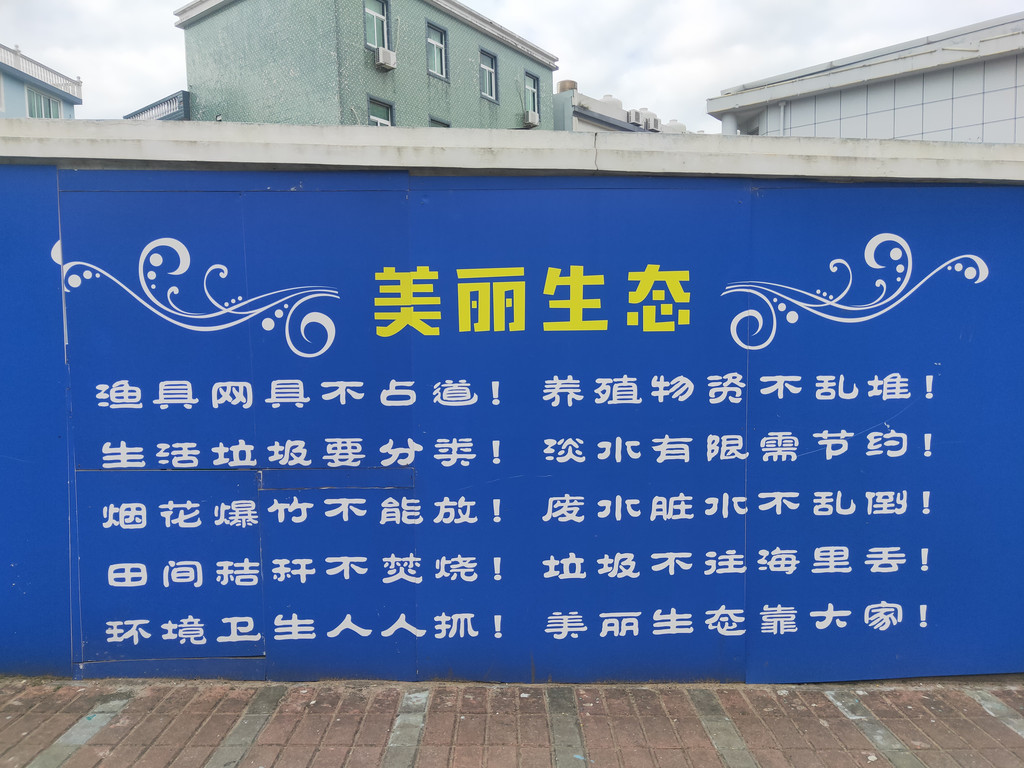 美丽生态
渔具网具不占道！ 养殖物资不乱堆！
生活垃圾要分类！ 淡水有限需节约！
烟花爆竹不能放！ 废水脏水不乱倒！
田间秸秆不焚烧！ 垃圾不往海里丢！
环境卫生人人抓！ 美丽生态靠大家！